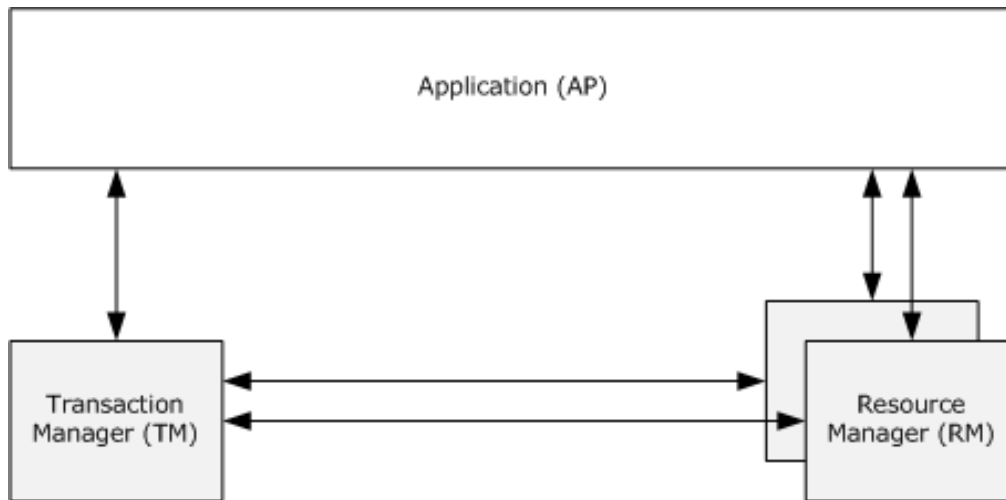 Application (AP)
Transaction
Manager (TM)
Resource
Manager (RM)